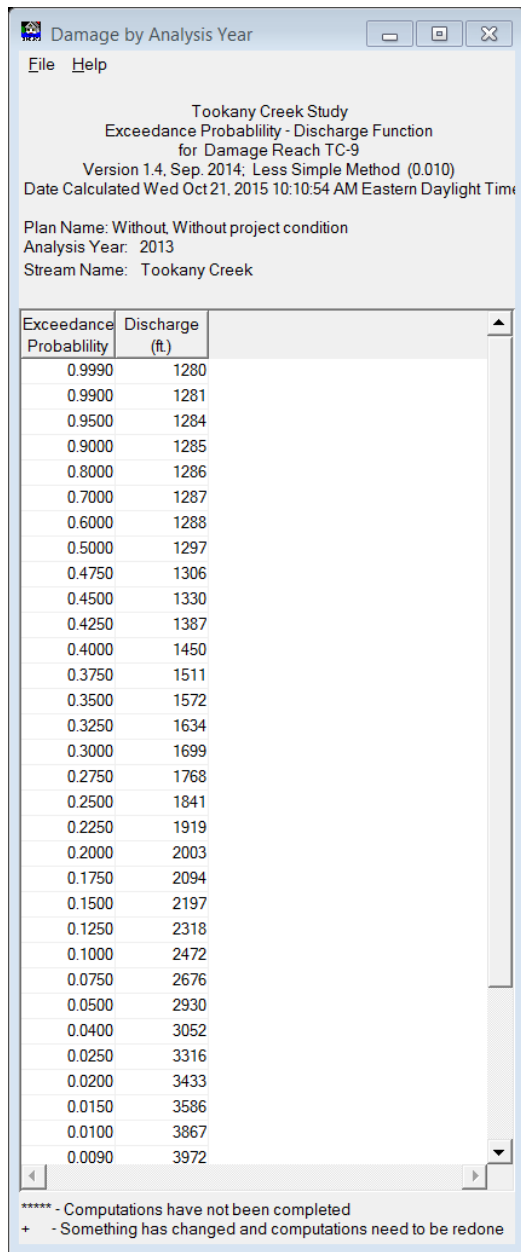 Damage by Analysis Year
File Help
Tookany Creek Study
Exceedance Probablility - Discharge Function
for Damage Reach TC-9
Version 1.4, Sep. 2014; Less Simple Method (0.010)
Date Calculated Wed Oct 21, 2015 10:10:54 AM Eastern Daylight Time
Plan Name: Without, Without project condition
Analysis Year: 2013
Stream Name: Tookany Creek
Exceedance Discharge
Probablility (ft.)
0.9990 1280
0.9900 1281
0.9500 1284
0.9000 1285
0.8000 1286
0.7000 1287
0.6000 1288
0.5000 1297
0.4750 1306
0.4500 1330
0.4250 1387
0.4000 1450
0.3750 1511
0.3500 1572
0.3250 1634
0.3000 1699
0.2750 1768
0.2500 1841
0.2250 1919
0.2000 2003
0.1750 2094
0.1500 2197
0.1250 2318
0.1000 2472
0.0750 2676
0.0500 2930
0.0400 3052
0.0250 3316
0.0200 3433
0.0150 3586
0.0100 3867
0.0090 3972
***** - Computations have not been completed
+ - Something has changed and computations need to be redone